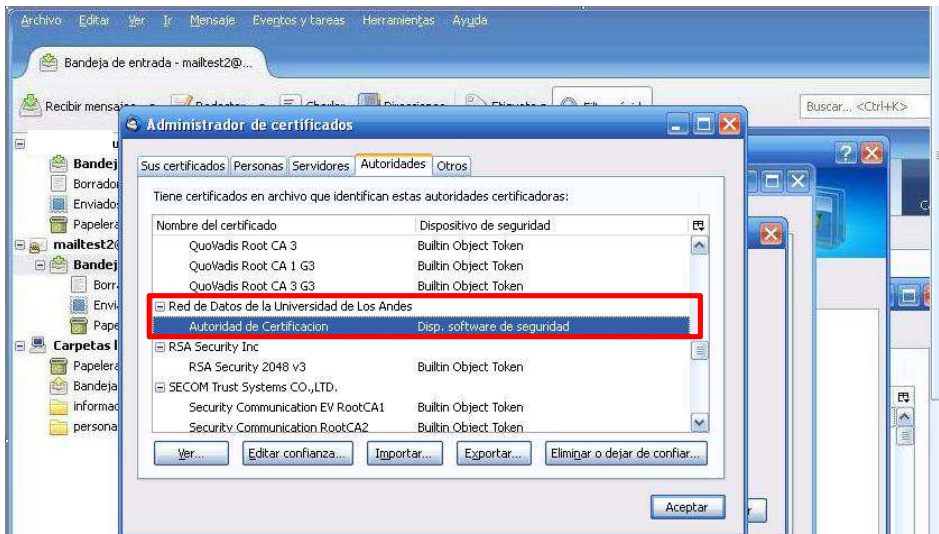 Archivo Editar Ver Ir Mensaje Eventos y tareas Herramientas Ayuda
Bandeja de entrada - mailtest2@...
Recibir mensajes
Buscar... <Ctrl+K>
Administrador de certificados
Sus certificados Personas Servidores Autoridades Otros
Tiene certificados en archivo que identifican estas autoridades certificadoras:
Nombre del certificado Dispositivo de seguridad
QuoVadis Root CA 3 Builtin Object Token
QuoVadis Root CA 1 G3 Builtin Object Token
QuoVadis Root CA 3 G3 Builtin Object Token
Red de Datos de la Universidad de Los Andes
Autoridad de Certificacion Disp. software de seguridad
RSA Security Inc
RSA Security 2048 v3 Builtin Object Token
SECOM Trust Systems CO.,LTD.
Security Communication EV RootCA1 Builtin Object Token
Security Communication RootCA2 Builtin Object Token
Ver... Editar confianza... Importar... Exportar... Eliminar o dejar de confiar...
Aceptar
Bandej
Borrado
Enviado
Papelera
mailtest2@
Bandej
Borr
Envi
Pape
Carpetas l
Papelera
Bandeja
informac
persona